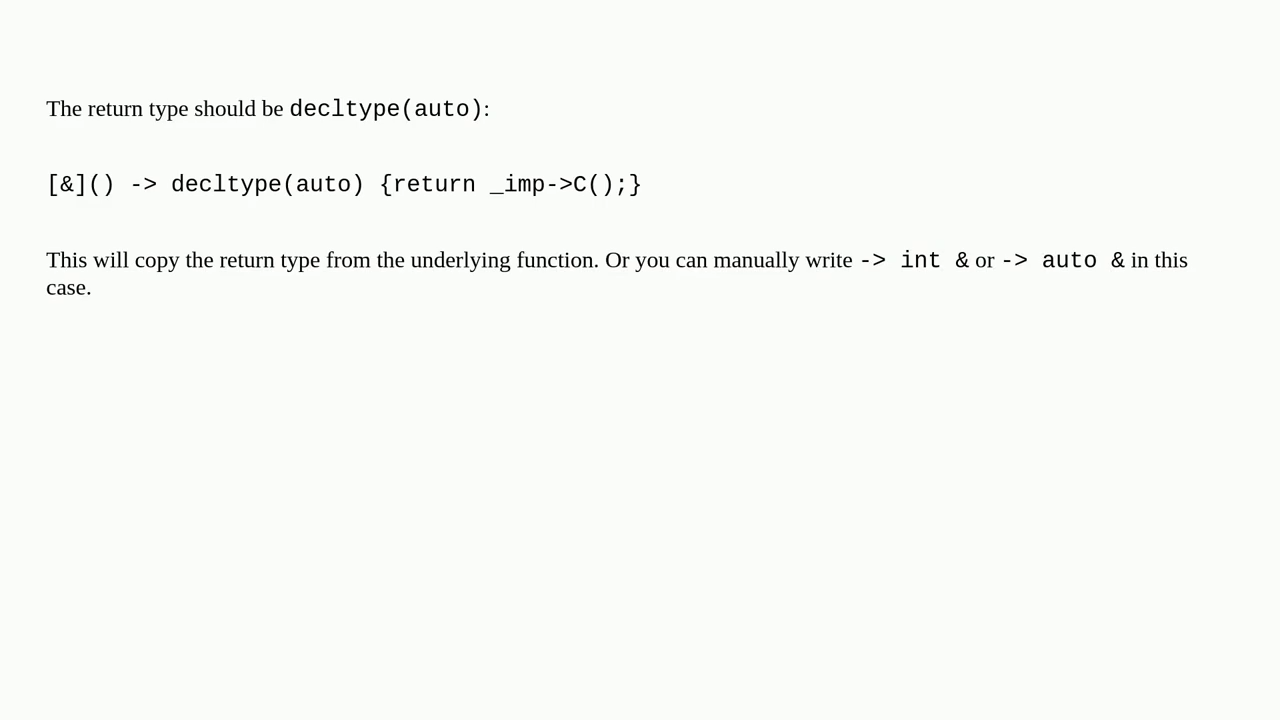 The return type should be decltype(auto):
[&]() -> decltype(auto) {return _imp->C();}
This will copy the return type from the underlying function. Or you can manually write -> int & or -> auto & in this
case.